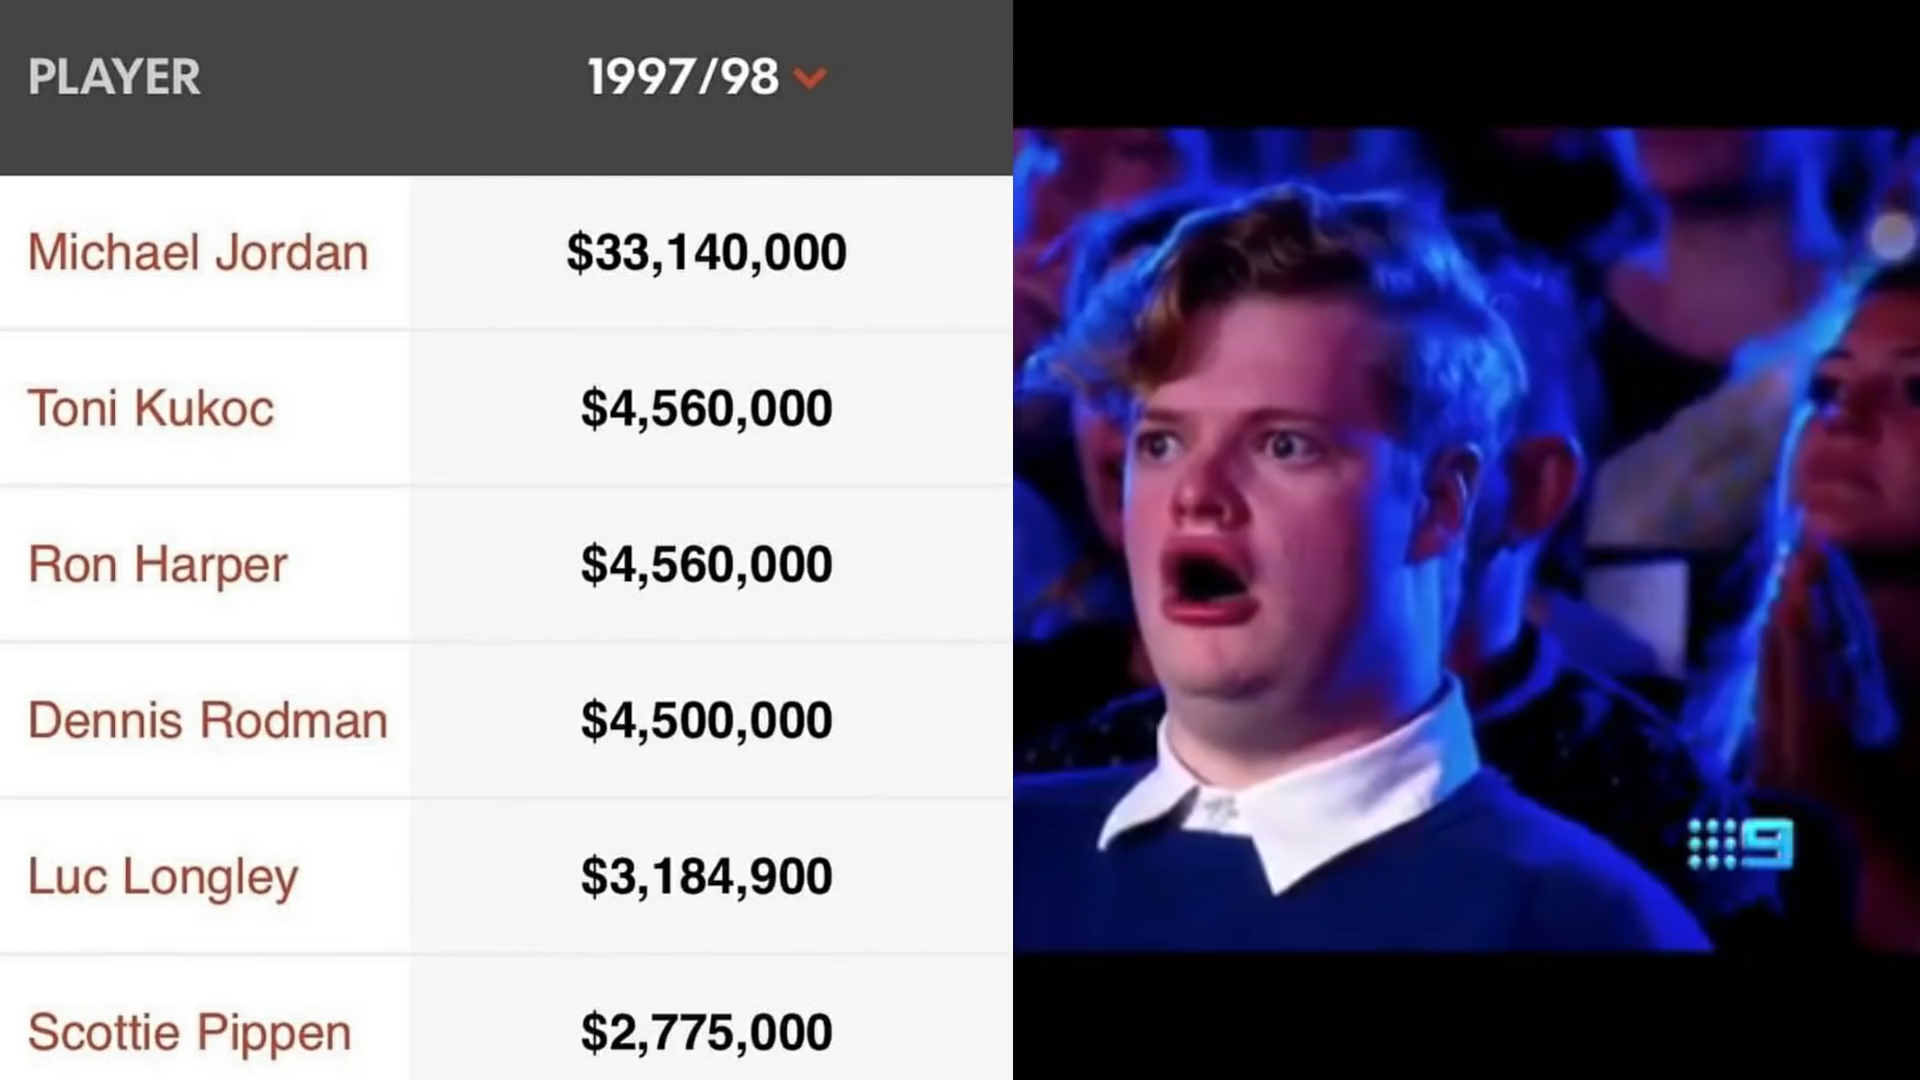 PLAYER 1997/98
Michael Jordan $33,140,000
Toni Kukoc $4,560,000
Ron Harper $4,560,000
Dennis Rodman $4,500,000
Luc Longley $3,184,900
Scottie Pippen $2,775,000
9